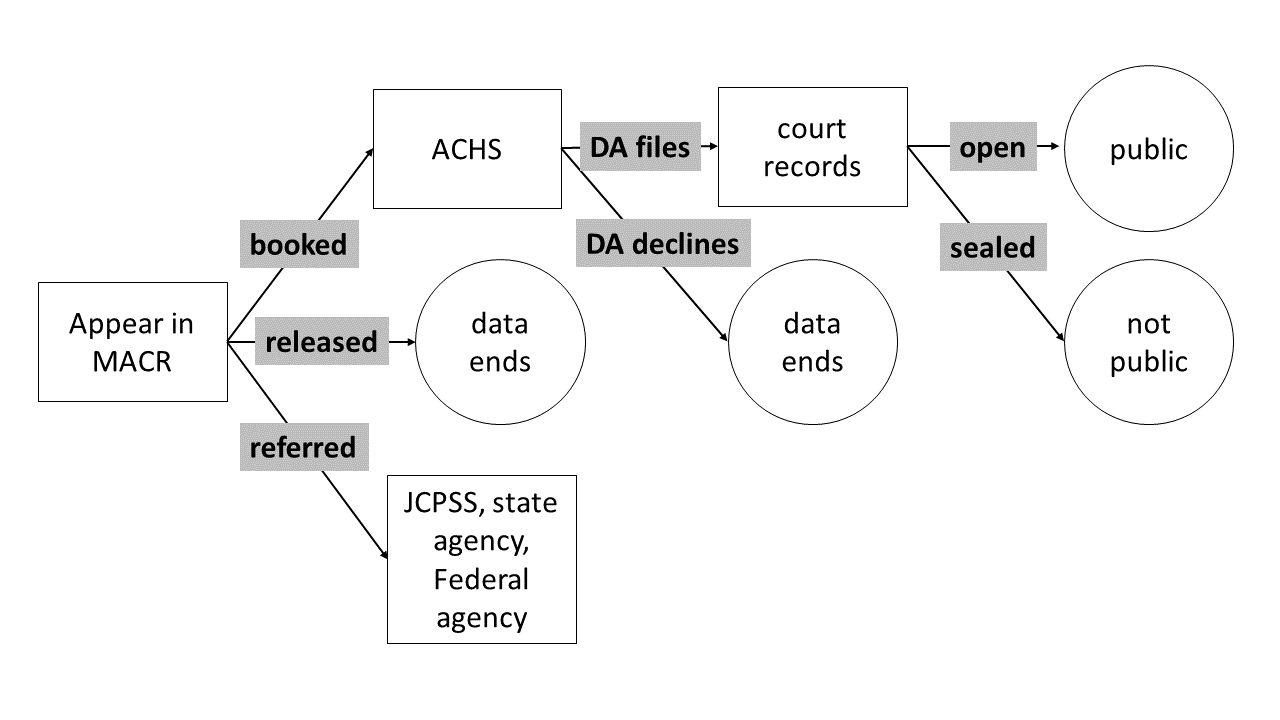 ACHS
DA files
court
records
open
public
booked
DA declines
sealed
Appear in
MACR
released
data
ends
data
ends
not
public
referred
JCPSS, state
agency,
Federal
agency